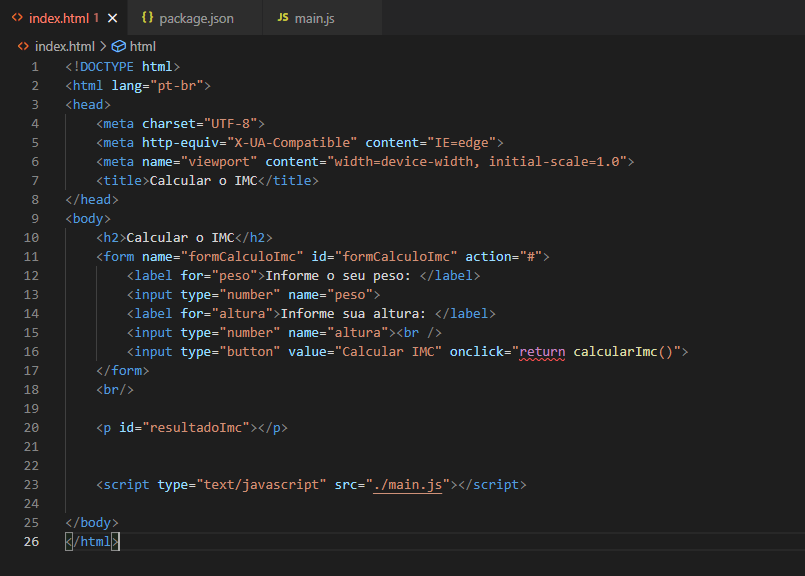 index.html 1 × {} package.json JS main.js
<> index.html > html
1 <!DOCTYPE html>
2 <html lang="pt-br">
3 <head>
4     <meta charset="UTF-8">
5     <meta http-equiv="X-UA-Compatible" content="IE=edge">
6     <meta name="viewport" content="width=device-width, initial-scale=1.0">
7     <title>Calcular o IMC</title>
8 </head>
9 <body>
10     <h2>Calcular o IMC</h2>
11     <form name="formCalculoImc" id="formCalculoImc" action="#">
12         <label for="peso">Informe o seu peso: </label>
13         <input type="number" name="peso">
14         <label for="altura">Informe sua altura: </label>
15         <input type="number" name="altura"><br />
16         <input type="button" value="Calcular IMC" onclick="return calcularImc()">
17     </form>
18     <br/>
19
20     <p id="resultadoImc"></p>
21
22
23     <script type="text/javascript" src="./main.js"></script>
24
25 </body>
26 </html>